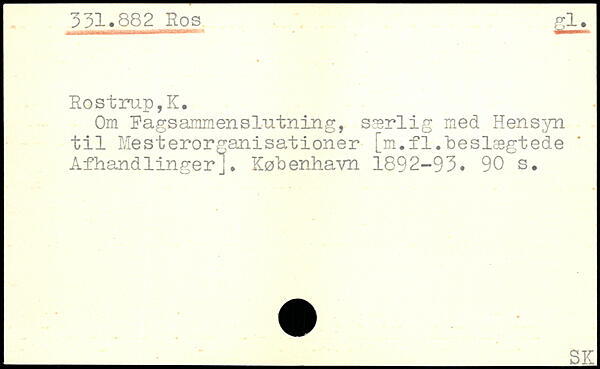 331.882 Ros gl.
Rostrup,K.
Om Fagsammenslutning, særlig med Hensyn
til Mesterorganisationer [m.fl.beslægtede
Afhandlinger]. København 1892-93. 90 s.
SK